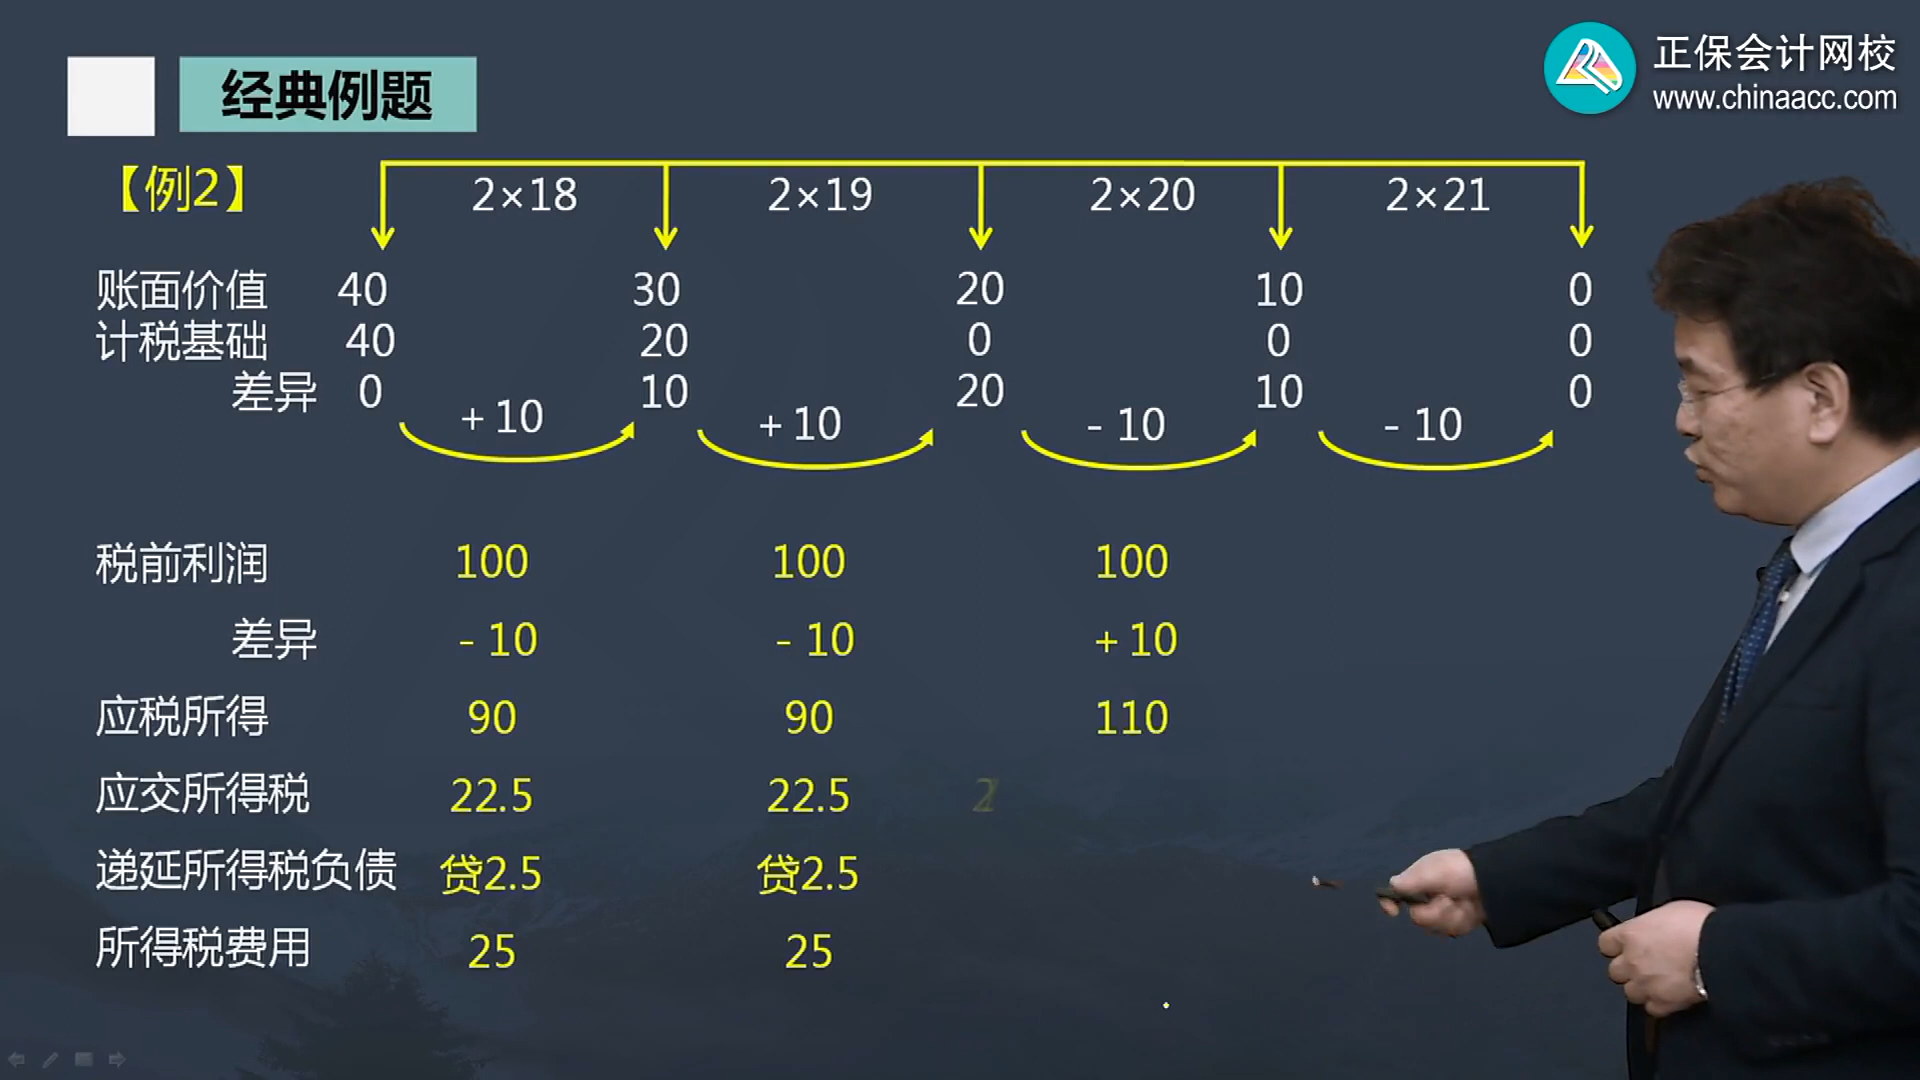 经典例题
正保会计网校
www.chinaacc.com
【例2】 2×18 2×19 2×20 2×21
账面价值 40 30 20 10 0
计税基础 40 20 0 0 0
差异 0 10 20 10 0
+10 +10 -10 -10
税前利润 100 100 100
差异 -10 -10 +10
应税所得 90 90 110
应交所得税 22.5 22.5 2
递延所得税负债 贷2.5 贷2.5
所得税费用 25 25